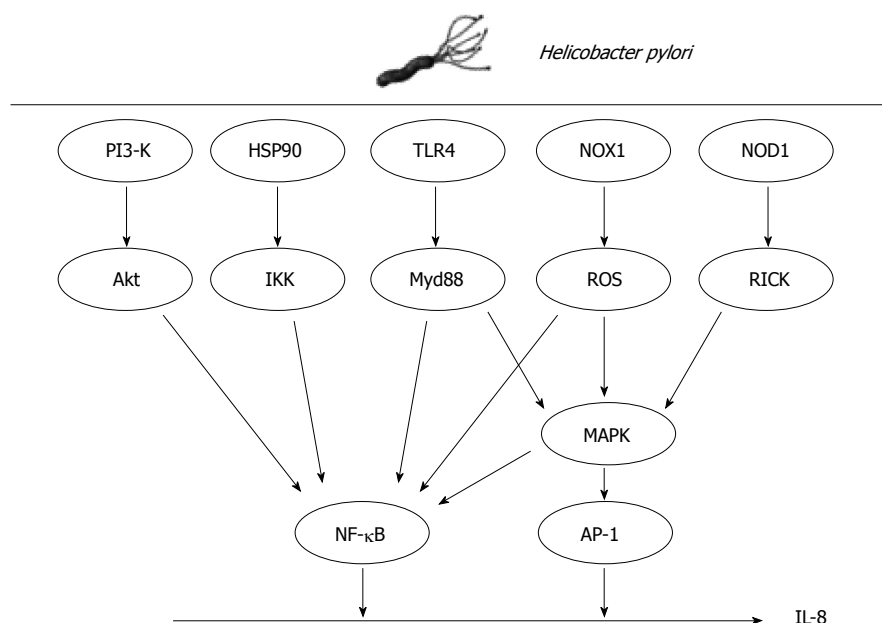 Helicobacter pylori
PI3-K HSP90 TLR4 NOX1 NOD1
Akt IKK Myd88 ROS RICK
MAPK
NF-κB AP-1
IL-8